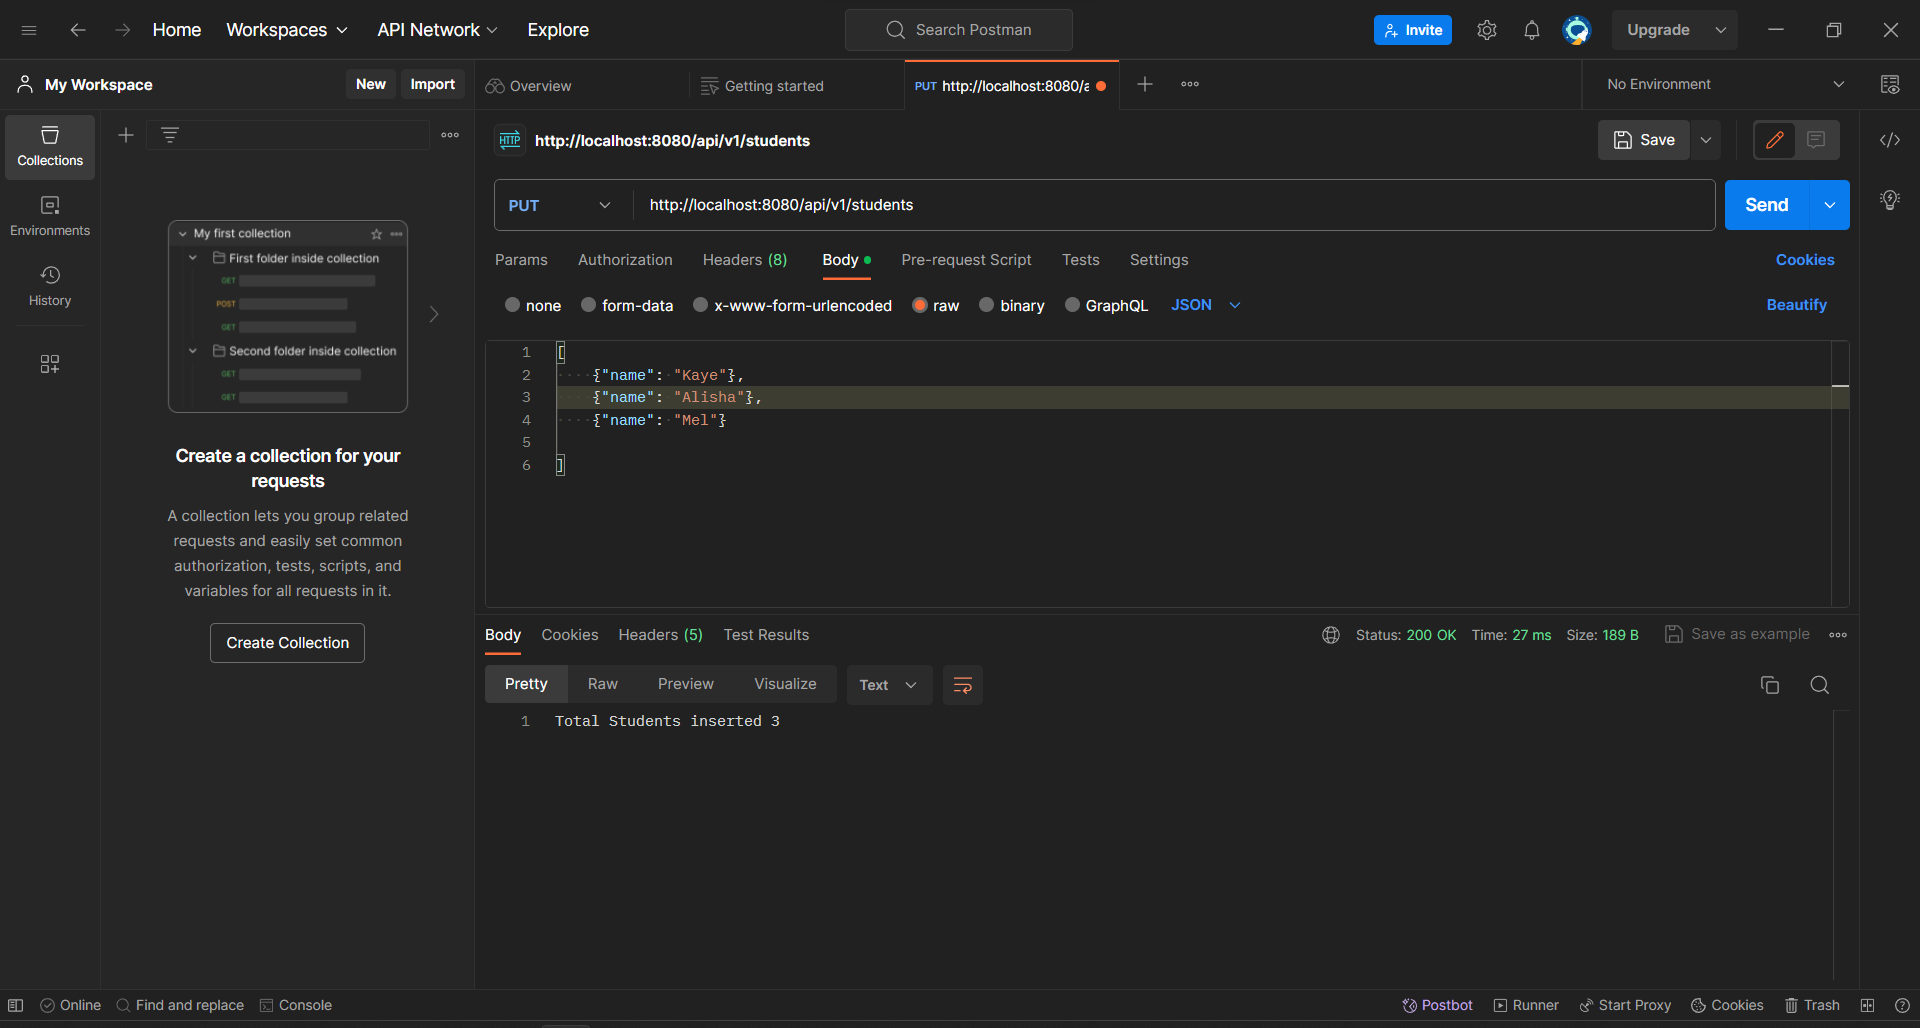 Home Workspaces API Network Explore Search Postman Invite Upgrade
My Workspace New Import Overview Getting started PUT http://localhost:8080/a No Environment
Collections
Environments
History
My first collection
First folder inside collection
GET
POST
GET
Second folder inside collection
GET
GET
Create a collection for your
requests
A collection lets you group related
requests and easily set common
authorization, tests, scripts, and
variables for all requests in it.
Create Collection
HTTP http://localhost:8080/api/v1/students Save
PUT http://localhost:8080/api/v1/students Send
Params Authorization Headers (8) Body Pre-request Script Tests Settings Cookies
none form-data x-www-form-urlencoded raw binary GraphQL JSON Beautify
1 [
2 {"name": "Kaye"},
3 {"name": "Alisha"},
4 {"name": "Mel"}
5
6 ]
Body Cookies Headers (5) Test Results Status: 200 OK Time: 27 ms Size: 189 B Save as example
Pretty Raw Preview Visualize Text
1 Total Students inserted 3
Online Find and replace Console Postbot Runner Start Proxy Cookies Trash